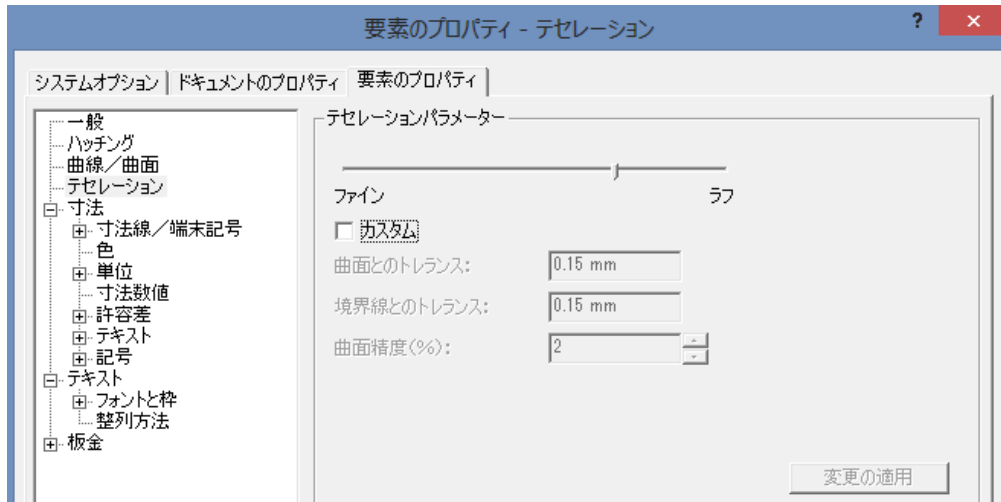 要素のプロパティ - テセレーション
?
×
システムオプション
ドキュメントのプロパティ
要素のプロパティ
一般
ハッチング
曲線／曲面
テセレーション
寸法
寸法線／端末記号
色
単位
寸法数値
許容差
テキスト
記号
テキスト
フォントと枠
整列方法
板金
テセレーションパラメーター
ファイン
ラフ
カスタム
曲面とのトレランス:
0.15 mm
境界線とのトレランス:
0.15 mm
曲面精度(%):
2
変更の適用